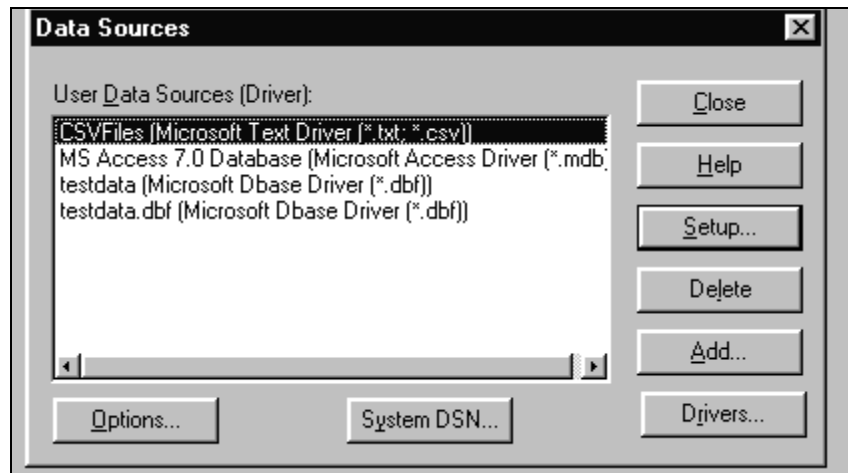 Data Sources
User Data Sources (Driver):
CSVFiles (Microsoft Text Driver (*.txt; *.csv))
MS Access 7.0 Database (Microsoft Access Driver (*.mdb)
testdata (Microsoft Dbase Driver (*.dbf))
testdata.dbf (Microsoft Dbase Driver (*.dbf))
Close
Help
Setup...
Delete
Add...
Options...
System DSN...
Drivers...